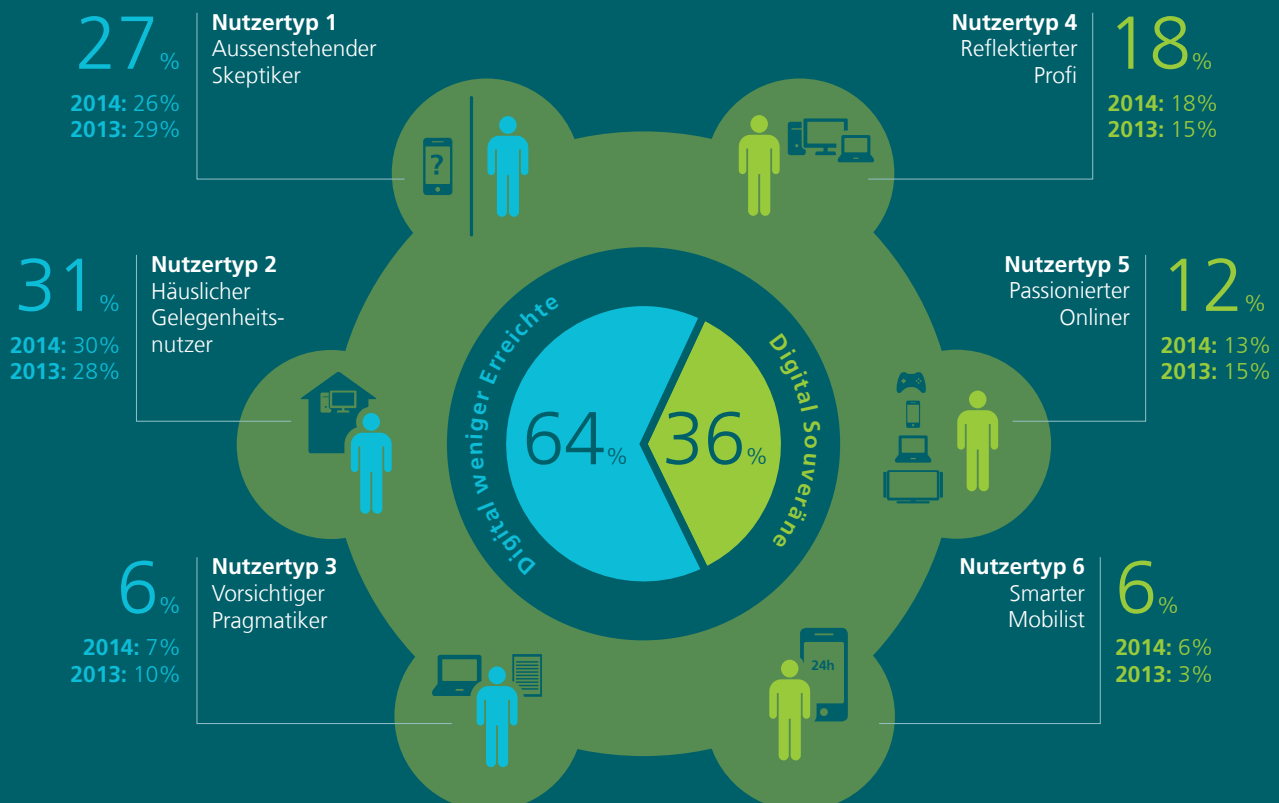 27%
2014: 26%
2013: 29%
Nutzertyp 1
Aussenstehender
Skeptiker
?
31%
2014: 30%
2013: 28%
Nutzertyp 2
Häuslicher
Gelegenheits-
nutzer
6%
2014: 7%
2013: 10%
Nutzertyp 3
Vorsichtiger
Pragmatiker
Digital weniger Erreichte
64%
36%
Digital Souveräne
Nutzertyp 4
Reflektierter
Profi
18%
2014: 18%
2013: 15%
Nutzertyp 5
Passionierter
Onliner
12%
2014: 13%
2013: 15%
Nutzertyp 6
Smarter
Mobilist
6%
2014: 6%
2013: 3%
24h